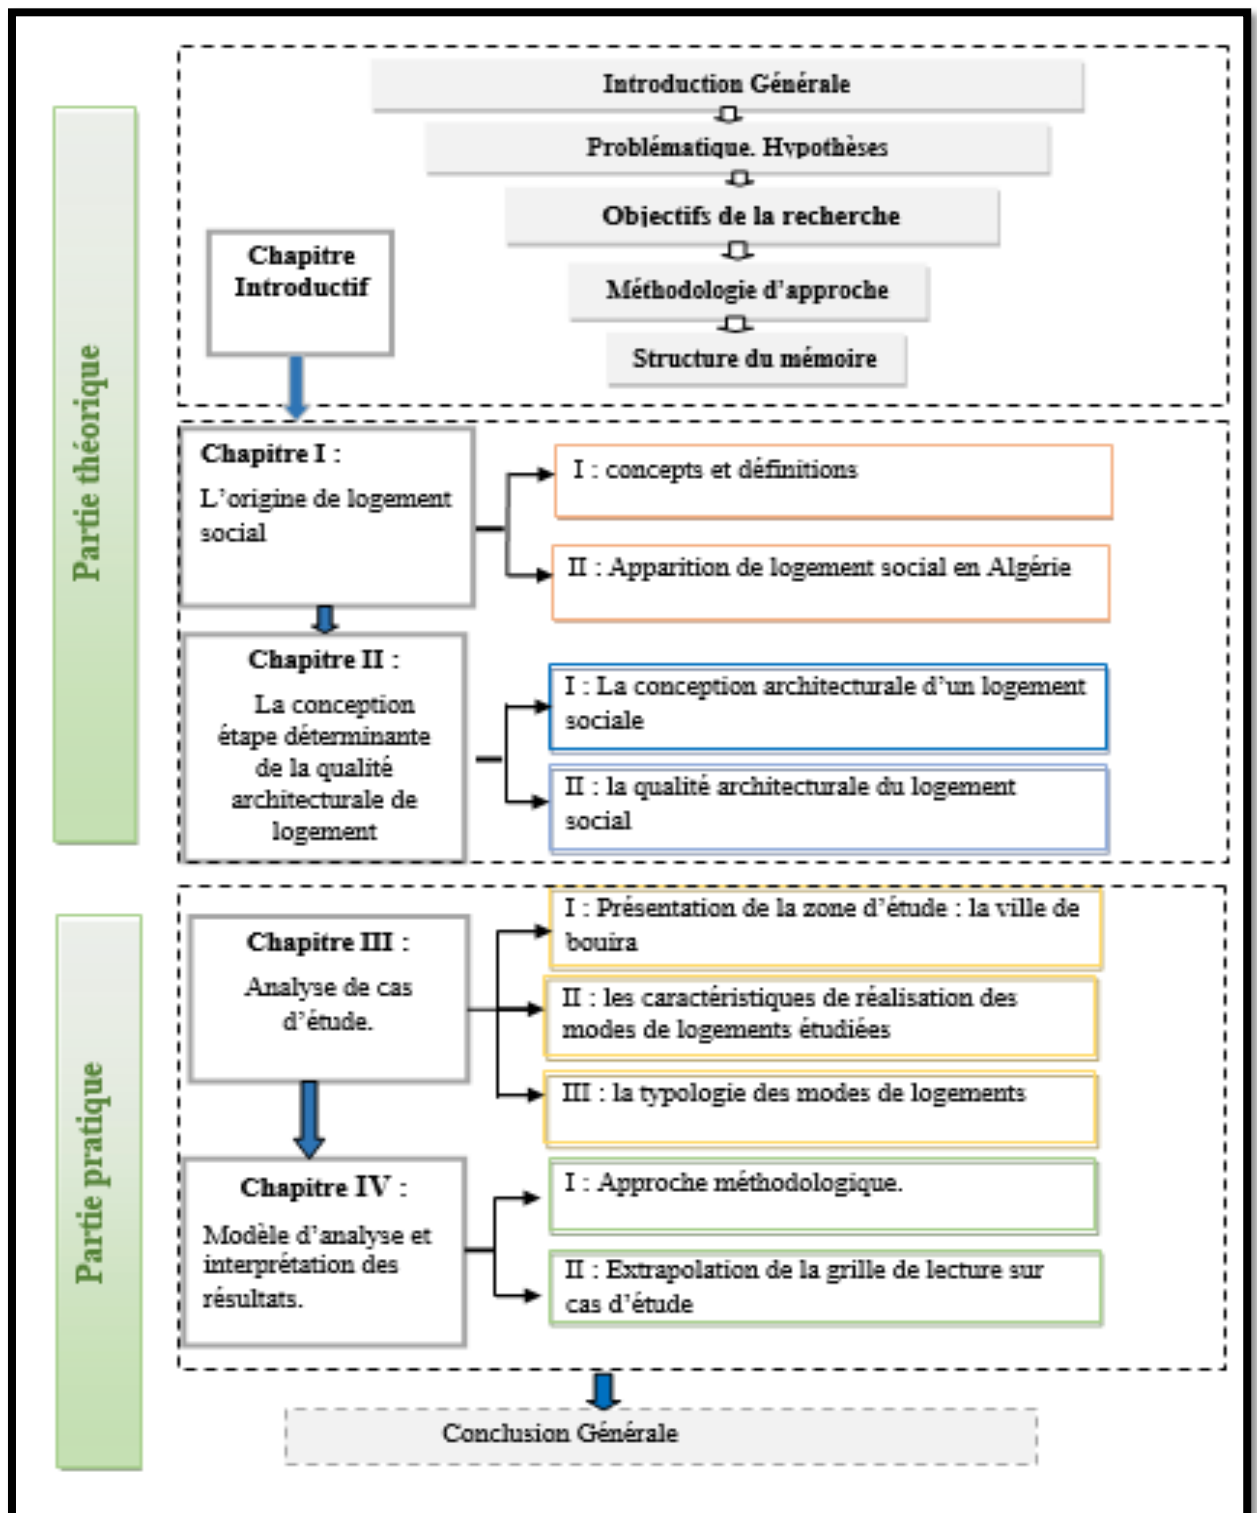 Partie théorique
Introduction Générale
Problématique. Hypothèses
Objectifs de la recherche
Méthodologie d'approche
Structure du mémoire
Chapitre
Introductif
Chapitre I :
L'origine de logement
social
I : concepts et définitions
II : Apparition de logement social en Algérie
Chapitre II :
La conception
étape déterminante
de la qualité
architecturale de
logement
I : La conception architecturale d'un logement
sociale
II : la qualité architecturale du logement
social
Partie pratique
Chapitre III :
Analyse de cas
d'étude.
I : Présentation de la zone d'étude : la ville de
bouira
II : les caractéristiques de réalisation des
modes de logements étudiées
III : la typologie des modes de logements
Chapitre IV :
Modèle d'analyse et
interprétation des
résultats.
I : Approche méthodologique.
II : Extrapolation de la grille de lecture sur
cas d'étude
Conclusion Générale